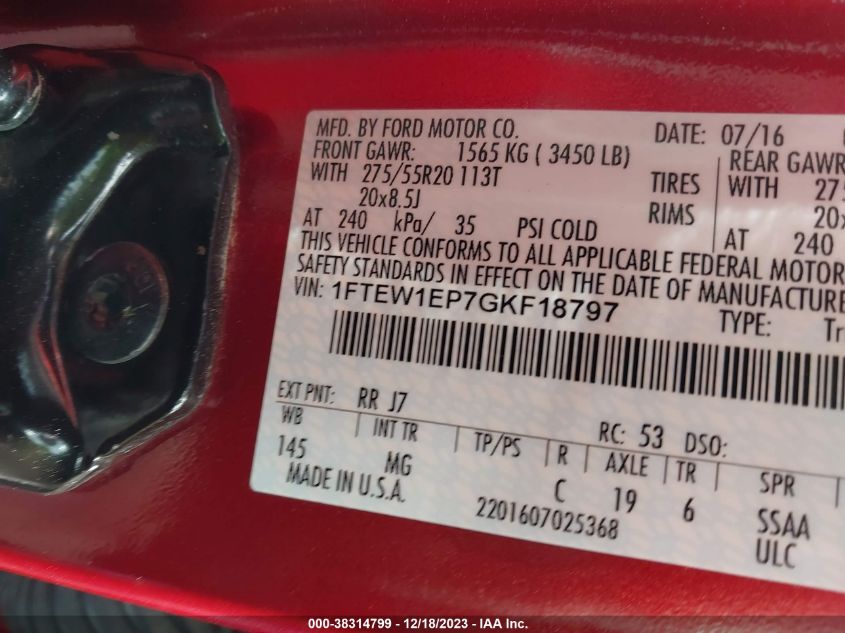 MFD. BY FORD MOTOR CO. DATE: 07/16
FRONT GAWR: 1565 KG ( 3450 LB) REAR GAWR
WITH 275/55R20 113T TIRES WITH
20x8.5J RIMS
AT 240 kPa/ 35 PSI COLD AT 240
THIS VEHICLE CONFORMS TO ALL APPLICABLE FEDERAL MOTOR
SAFETY STANDARDS IN EFFECT ON THE DATE OF MANUFACTURE
VIN: 1FTEW1EP7GKF18797 TYPE:
EXT PNT: RR J7 RC: 53 DSO:
WB INT TR TP/PS R AXLE TR SPR
145 MG C 19 6 SSAA
MADE IN U.S.A. 2201607025368 ULC
000-38314799 - 12/18/2023 - IAA Inc.